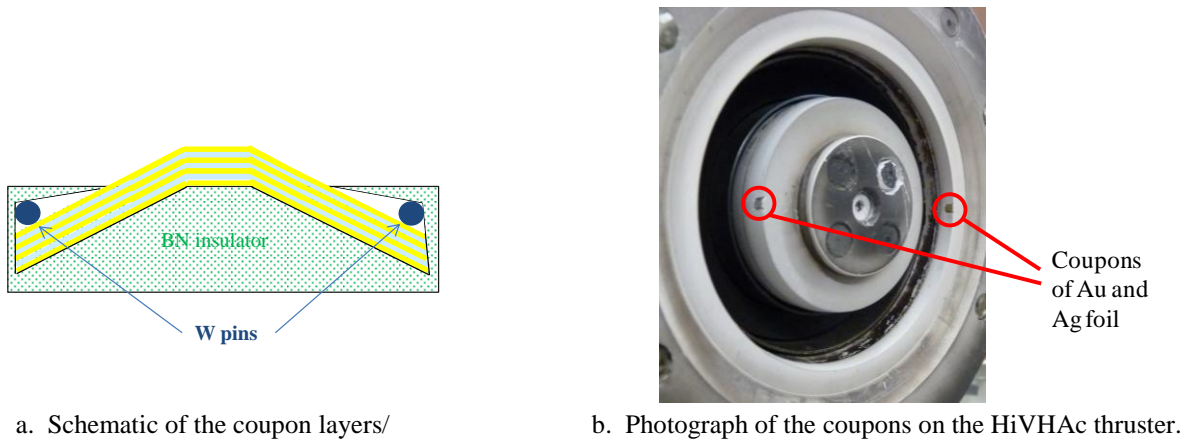 BN insulator
W pins
Coupons
of Au and
Ag foil
a. Schematic of the coupon layers/
b. Photograph of the coupons on the HiVHAc thruster.